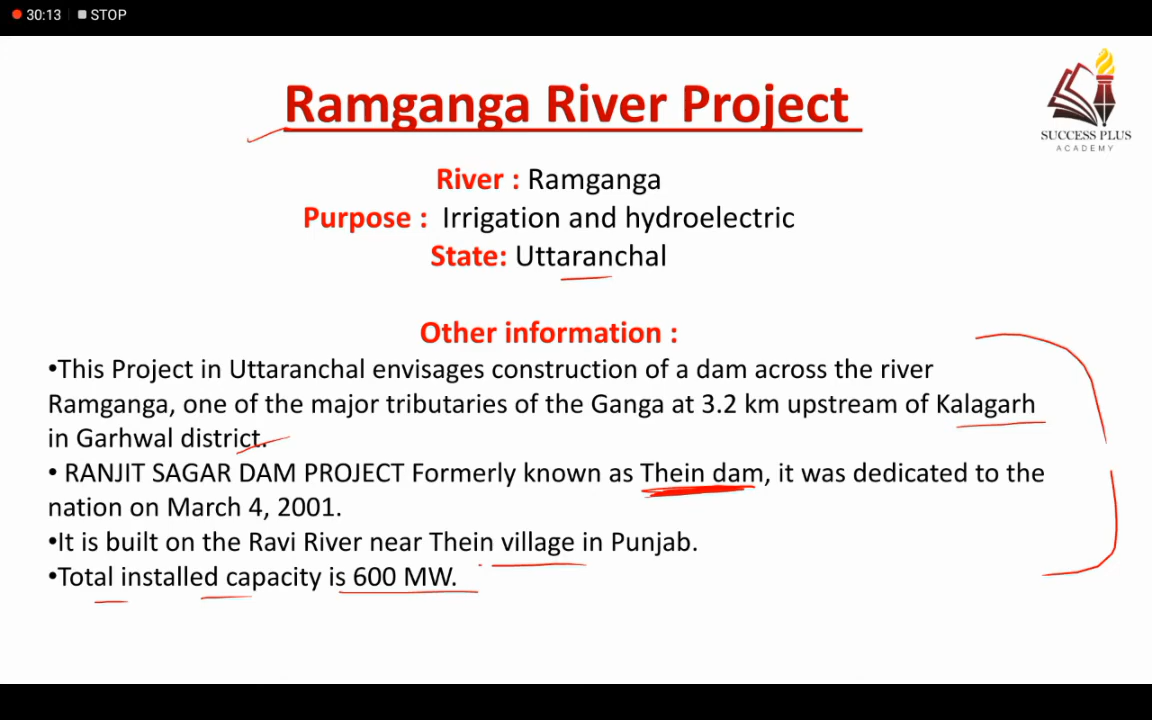 30:13 STOP
Ramganga River Project
SUCCESS PLUS
ACADEMY
River : Ramganga
Purpose : Irrigation and hydroelectric
State: Uttaranchal
Other information :
•This Project in Uttaranchal envisages construction of a dam across the river
Ramganga, one of the major tributaries of the Ganga at 3.2 km upstream of Kalagarh
in Garhwal district.
• RANJIT SAGAR DAM PROJECT Formerly known as Thein dam, it was dedicated to the
nation on March 4, 2001.
•It is built on the Ravi River near Thein village in Punjab.
•Total installed capacity is 600 MW.